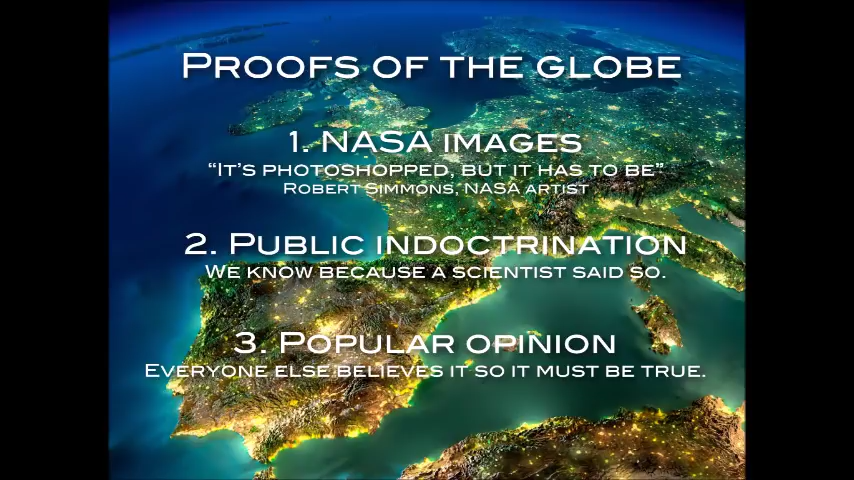 PROOFS OF THE GLOBE
1. NASA IMAGES
“IT’S PHOTOSHOPPED, BUT IT HAS TO BE”
ROBERT SIMMONS, NASA ARTIST
2. PUBLIC INDOCTRINATION
WE KNOW BECAUSE A SCIENTIST SAID SO.
3. POPULAR OPINION
EVERYONE ELSE BELIEVES IT SO IT MUST BE TRUE.